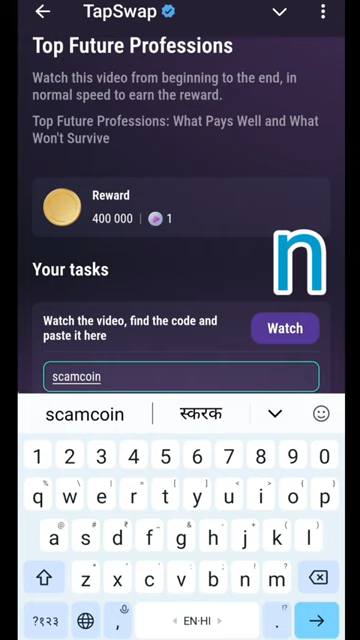 TapSwap
Top Future Professions
Watch this video from beginning to the end, in
normal speed to earn the reward.
Top Future Professions: What Pays Well and What
Won't Survive
Reward
400 000 | 1
n
Your tasks
Watch the video, find the code and
paste it here
Watch
scamcoin
scamcoin स्करक
1 2 3 4 5 6 7 8 9 0
q w e r t y u i o p
a s d f g h j k l
z x c v b n m
?१२३ , EN·HI .